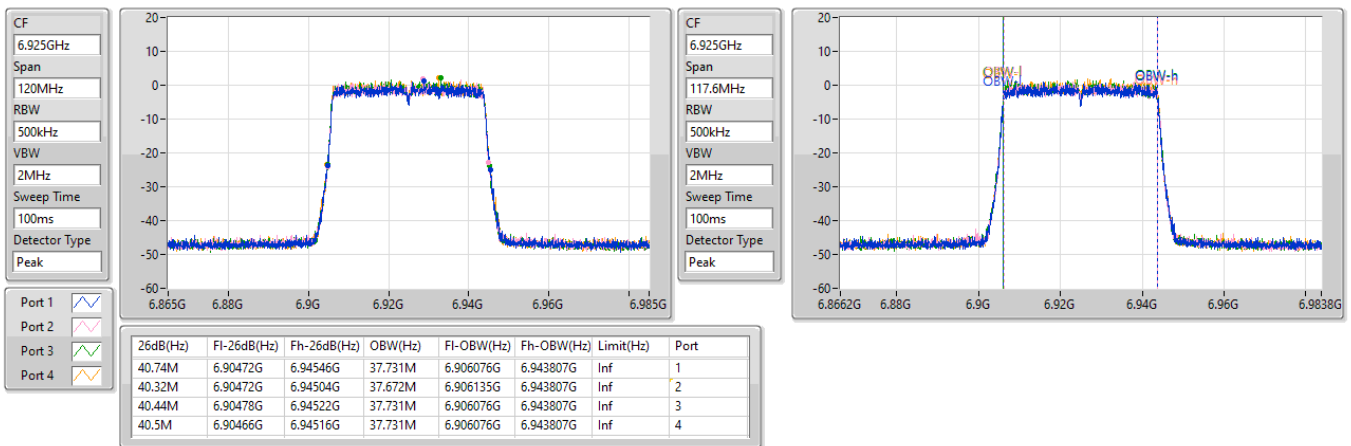 CF
6.925GHz
Span
120MHz
RBW
500kHz
VBW
2MHz
Sweep Time
100ms
Detector Type
Peak
20
10
0
-10
-20
-30
-40
-50
-60
6.865G 6.88G 6.9G 6.92G 6.94G 6.96G 6.985G
CF
6.925GHz
Span
117.6MHz
RBW
500kHz
VBW
2MHz
Sweep Time
100ms
Detector Type
Peak
20
10
0
-10
-20
-30
-40
-50
-60
OBW-l
OBW-h
6.8662G 6.88G 6.9G 6.92G 6.94G 6.96G 6.9838G
Port 1
Port 2
Port 3
Port 4
26dB(Hz) Fl-26dB(Hz) Fh-26dB(Hz) OBW(Hz) Fl-OBW(Hz) Fh-OBW(Hz) Limit(Hz) Port
40.74M 6.90472G 6.94546G 37.731M 6.906076G 6.943807G Inf 1
40.32M 6.90472G 6.94504G 37.672M 6.906135G 6.943807G Inf 2
40.44M 6.90478G 6.94522G 37.731M 6.906076G 6.943807G Inf 3
40.5M 6.90466G 6.94516G 37.731M 6.906076G 6.943807G Inf 4